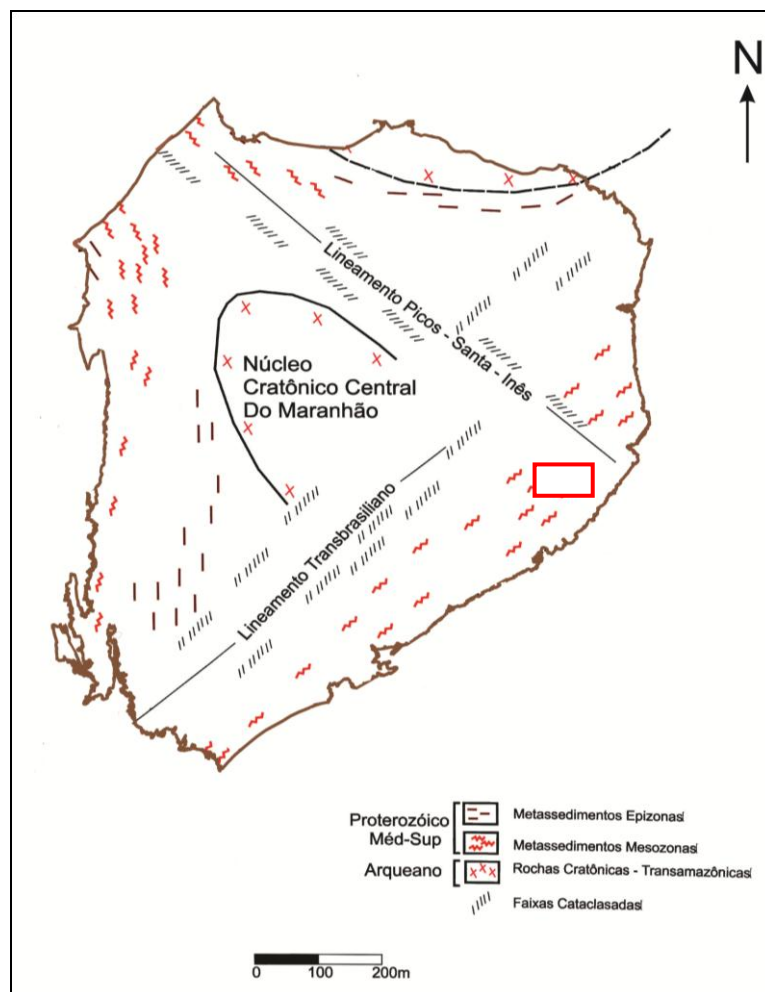 N
Lineamento Picos - Santa - Inês
Núcleo
Cratônico Central
Do Maranhão
Lineamento Transbrasiliano
Proterozóico
Méd-Sup
Metassedimentos Epizonais
Metassedimentos Mesozonas
Arqueano
Rochas Cratônicas - Transamazônicas
Faixas Cataclasadas
0 100 200m